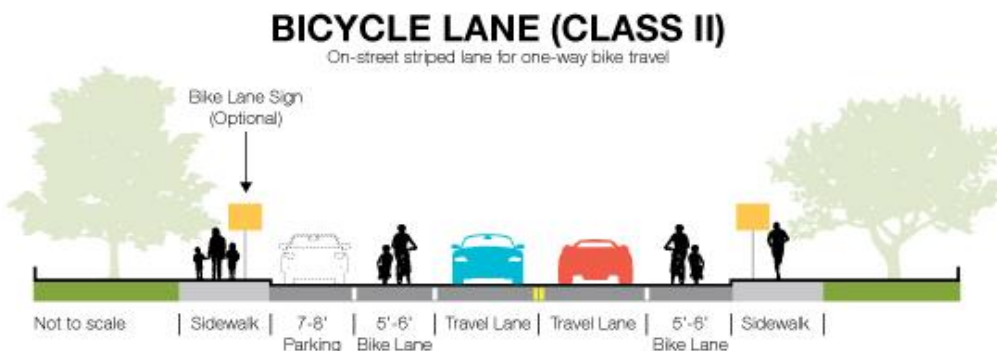 BICYCLE LANE (CLASS II)
On-street striped lane for one-way bike travel
Bike Lane Sign
(Optional)
Not to scale | Sidewalk | 7-8' | 5'-6' | Travel Lane | Travel Lane | 5'-6' | Sidewalk |
Parking Bike Lane Bike Lane